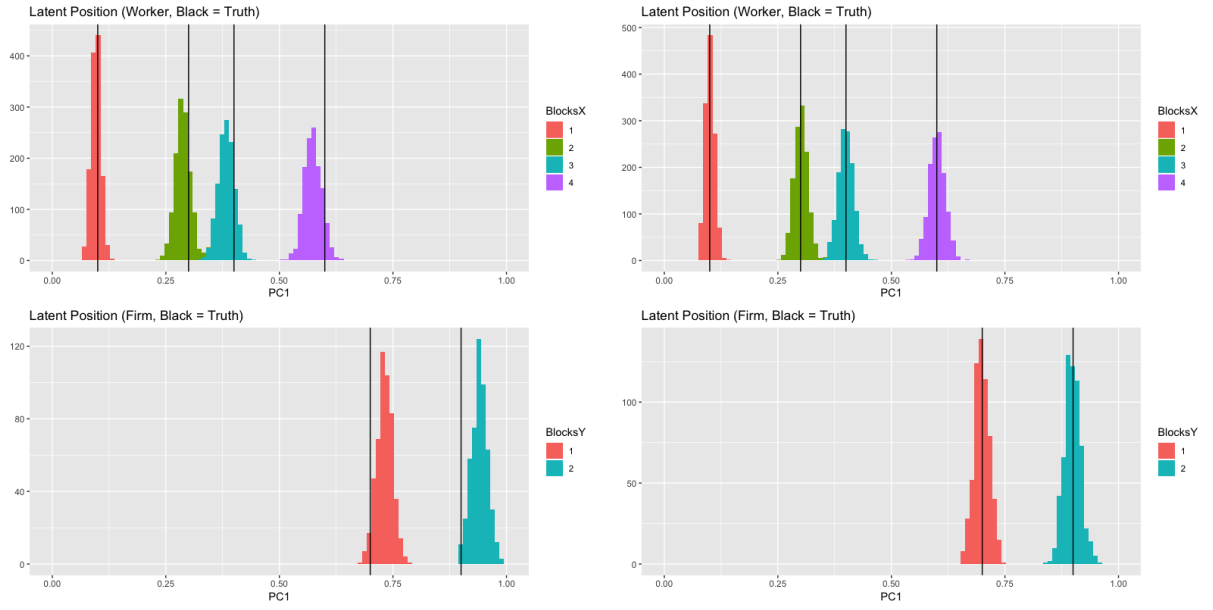 Latent Position (Worker, Black = Truth)
400
300
200
100
0
0.00 0.25 0.50 0.75 1.00
PC1
BlocksX
1
2
3
4
Latent Position (Worker, Black = Truth)
500
400
300
200
100
0
0.00 0.25 0.50 0.75 1.00
PC1
BlocksX
1
2
3
4
Latent Position (Firm, Black = Truth)
120
80
40
0
0.00 0.25 0.50 0.75 1.00
PC1
BlocksY
1
2
Latent Position (Firm, Black = Truth)
100
50
0
0.00 0.25 0.50 0.75 1.00
PC1
BlocksY
1
2